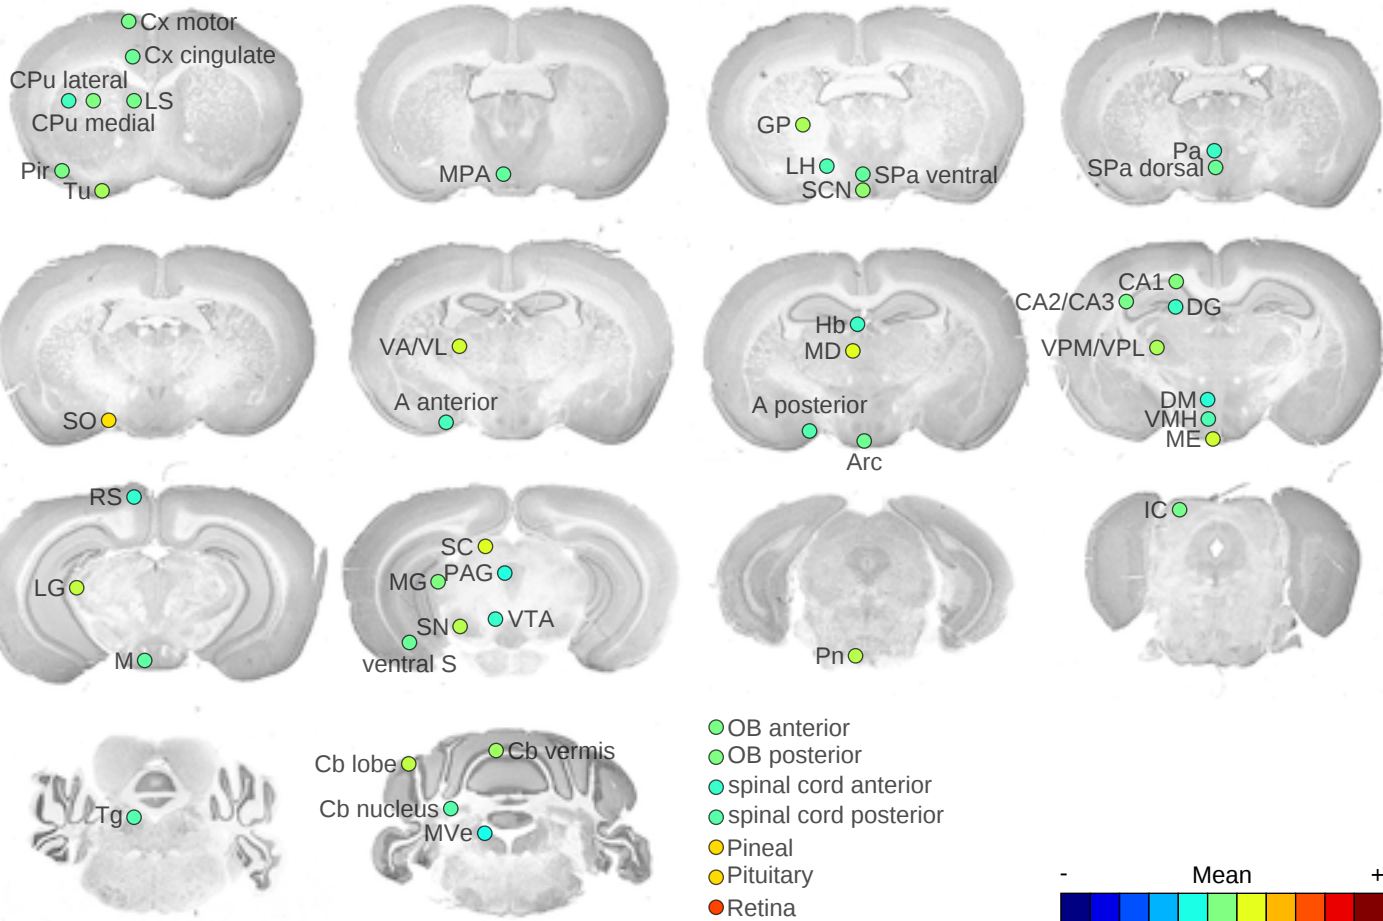 Cx motor
Cx cingulate
CPu lateral
LS
CPu medial
Pir
Tu
MPA
GP
LH
SPa ventral
SCN
Pa
SPa dorsal
SO
VA/VL
A anterior
Hb
MD
A posterior
Arc
CA1
CA2/CA3
DG
VPM/VPL
DM
VMH
ME
RS
LG
M
SC
MG
PAG
SN
VTA
ventral S
Pn
IC
Tg
Cb lobe
Cb vermis
Cb nucleus
MVe
OB anterior
OB posterior
spinal cord anterior
spinal cord posterior
Pineal
Pituitary
Retina
- Mean +